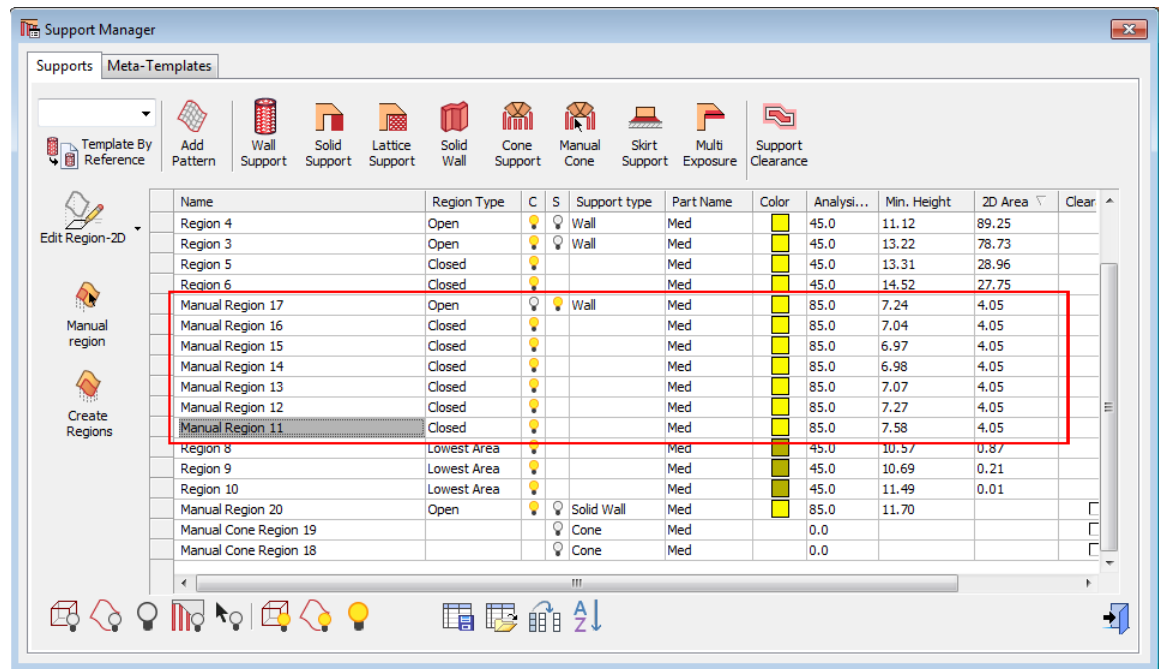 Support Manager
Supports Meta-Templates
Template By Reference
Add Pattern
Wall Support
Solid Support
Lattice Support
Solid Wall
Cone Support
Manual Cone
Skirt Support
Multi Exposure
Support Clearance
Edit Region-2D
Manual region
Create Regions
Name Region Type C S Support type Part Name Color Analysi... Min. Height 2D Area Clear
Region 4 Open Wall Med 45.0 11.12 89.25
Region 3 Open Wall Med 45.0 13.22 78.73
Region 5 Closed Med 45.0 13.31 28.96
Region 6 Closed Med 45.0 14.52 27.75
Manual Region 17 Open Wall Med 85.0 7.24 4.05
Manual Region 16 Closed Med 85.0 7.04 4.05
Manual Region 15 Closed Med 85.0 6.97 4.05
Manual Region 14 Closed Med 85.0 6.98 4.05
Manual Region 13 Closed Med 85.0 7.07 4.05
Manual Region 12 Closed Med 85.0 7.27 4.05
Manual Region 11 Closed Med 85.0 7.58 4.05
Region 8 Lowest Area Med 45.0 10.57 0.87
Region 9 Lowest Area Med 45.0 10.69 0.21
Region 10 Lowest Area Med 45.0 11.49 0.01
Manual Region 20 Open Solid Wall Med 85.0 11.70
Manual Cone Region 19 Cone Med 0.0
Manual Cone Region 18 Cone Med 0.0
A
Z